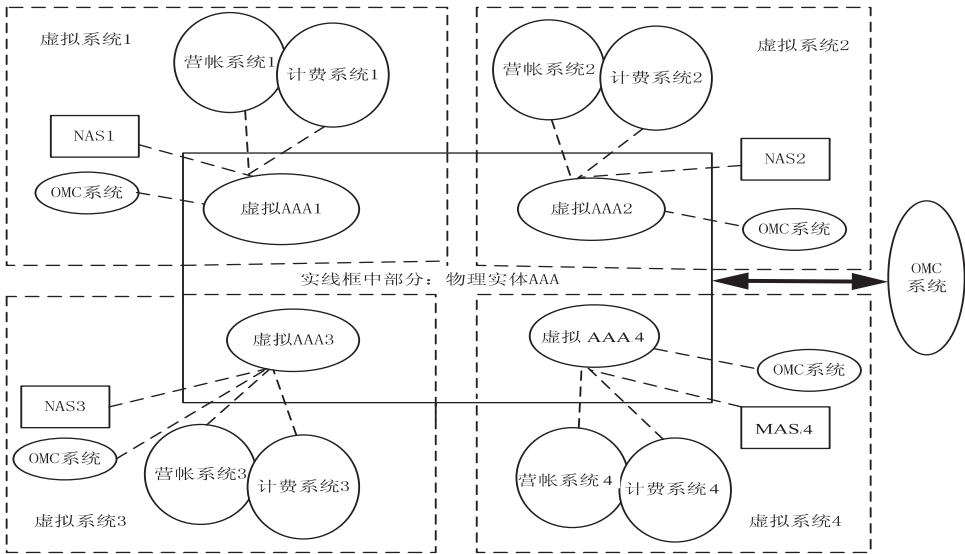 虚拟系统1
营帐系统1
计费系统1
NAS1
OMC系统
虚拟AAA1
虚拟系统2
营帐系统2
计费系统2
NAS2
虚拟AAA2
OMC系统
实线框中部分：物理实体AAA
OMC
系统
虚拟AAA3
NAS3
OMC系统
营帐系统3
计费系统3
虚拟系统3
虚拟 AAA4
OMC系统
MAS4
营帐系统4
计费系统4
虚拟系统4